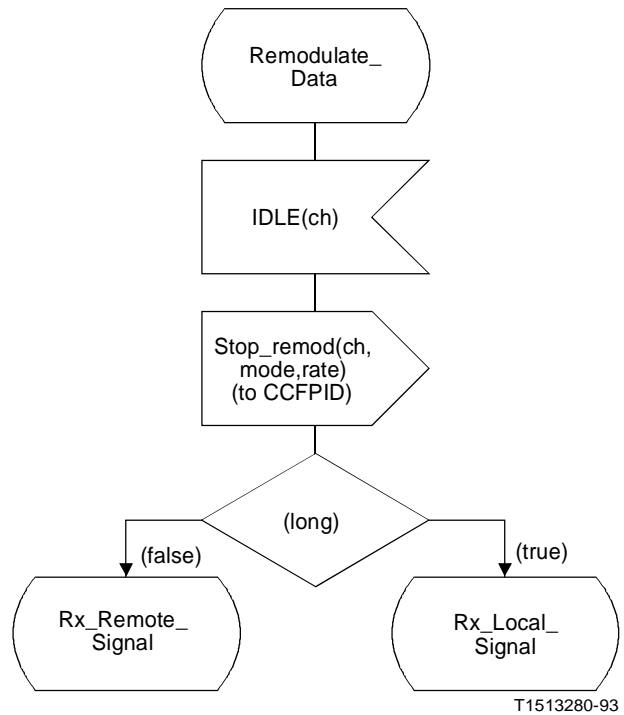 Remodulate_
Data
IDLE(ch)
Stop_remod(ch,
mode,rate)
(to CCFPID)
(long)
(false)
(true)
Rx_Remote_
Signal
Rx_Local_
Signal
T1513280-93